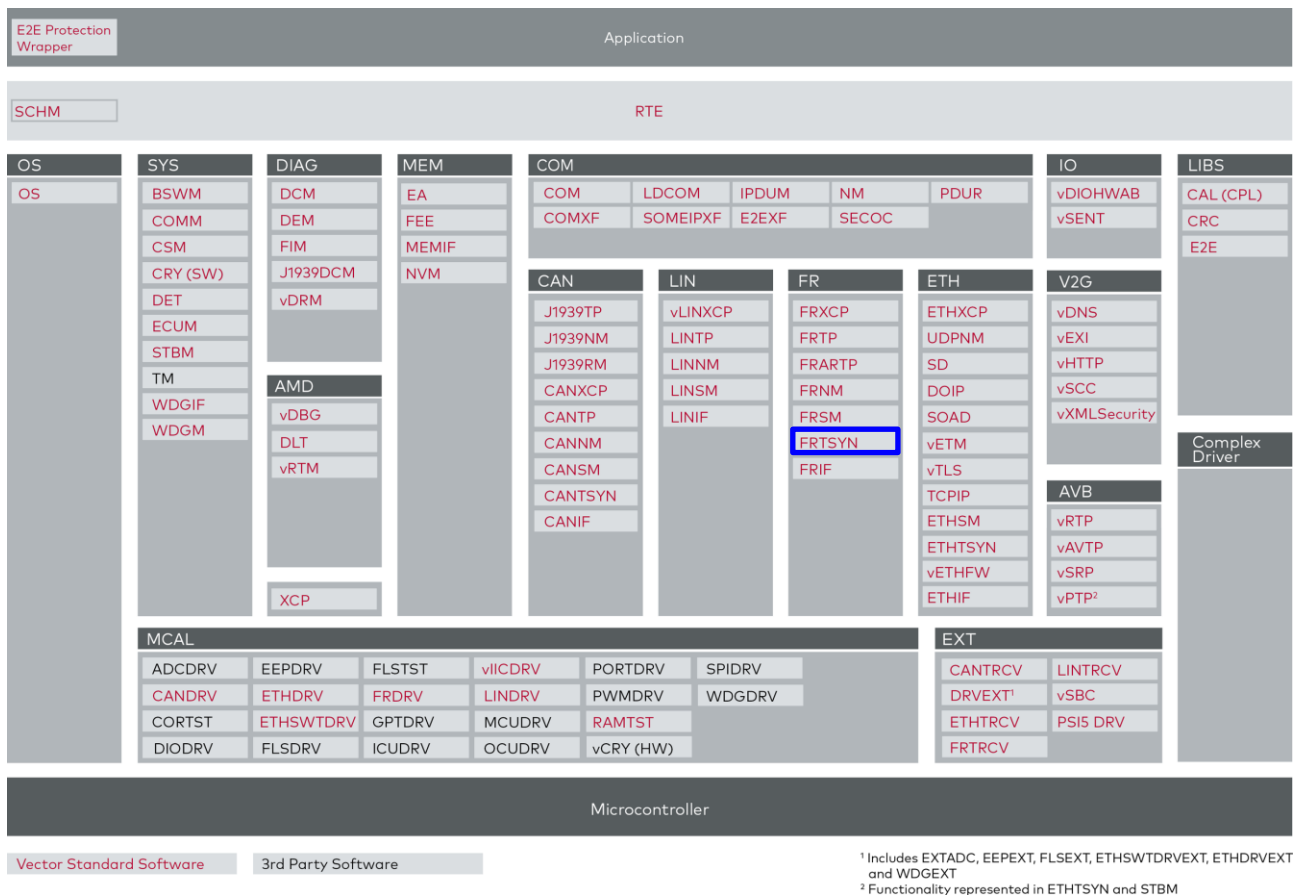 E2E Protection
Wrapper
Application
SCHM
RTE
OS
OS
SYS
BSWM
COMM
CSM
CRY (SW)
DET
ECUM
STBM
TM
WDGIF
WDGM
DIAG
DCM
DEM
FIM
J1939DCM
vDRM
AMD
vDBG
DLT
vRTM
XCP
MEM
EA
FEE
MEMIF
NVM
COM
COM LDCOM IPDUM NM PDUR
COMXF SOMEIPXF E2EXF SECOC
CAN
J1939TP
J1939NM
J1939RM
CANXCP
CANTP
CANNM
CANSM
CANTSYN
CANIF
LIN
vLINXCP
LINTP
LINNM
LINSM
LINIF
FR
FRXCP
FRTP
FRARTP
FRNM
FRSM
FRTSYN
FRIF
ETH
ETHXCP
UDPNM
SD
DOIP
SOAD
vETM
vTLS
TCPIP
ETHSM
ETHTSYN
vETHFW
ETHIF
IO
vDIOHWAB
vSENT
V2G
vDNS
vEXI
vHTTP
vSCC
vXMLSecurity
AVB
vRTP
vAVTP
vSRP
vPTP²
LIBS
CAL (CPL)
CRC
E2E
Complex
Driver
MCAL
ADCDRV EEPDRV FLSTST vIICDRV PORTDRV SPIDRV
CANDRV ETHDRV FRDRV LINDRV PWMDRV WDGDRV
CORTST ETHSWTDRV GPTDRV MCUDRV RAMTST
DIODRV FLSDRV ICUDRV OCUDRV vCRY (HW)
EXT
CANTRCV LINTRCV
DRVEXT¹ vSBC
ETHTRCV PSI5 DRV
FRTRCV
Microcontroller
Vector Standard Software
3rd Party Software
¹ Includes EXTADC, EEPEXT, FLSEXT, ETHSWTDRVEXT, ETHDRVEXT
and WDGEXT
² Functionality represented in ETHTSYN and STBM